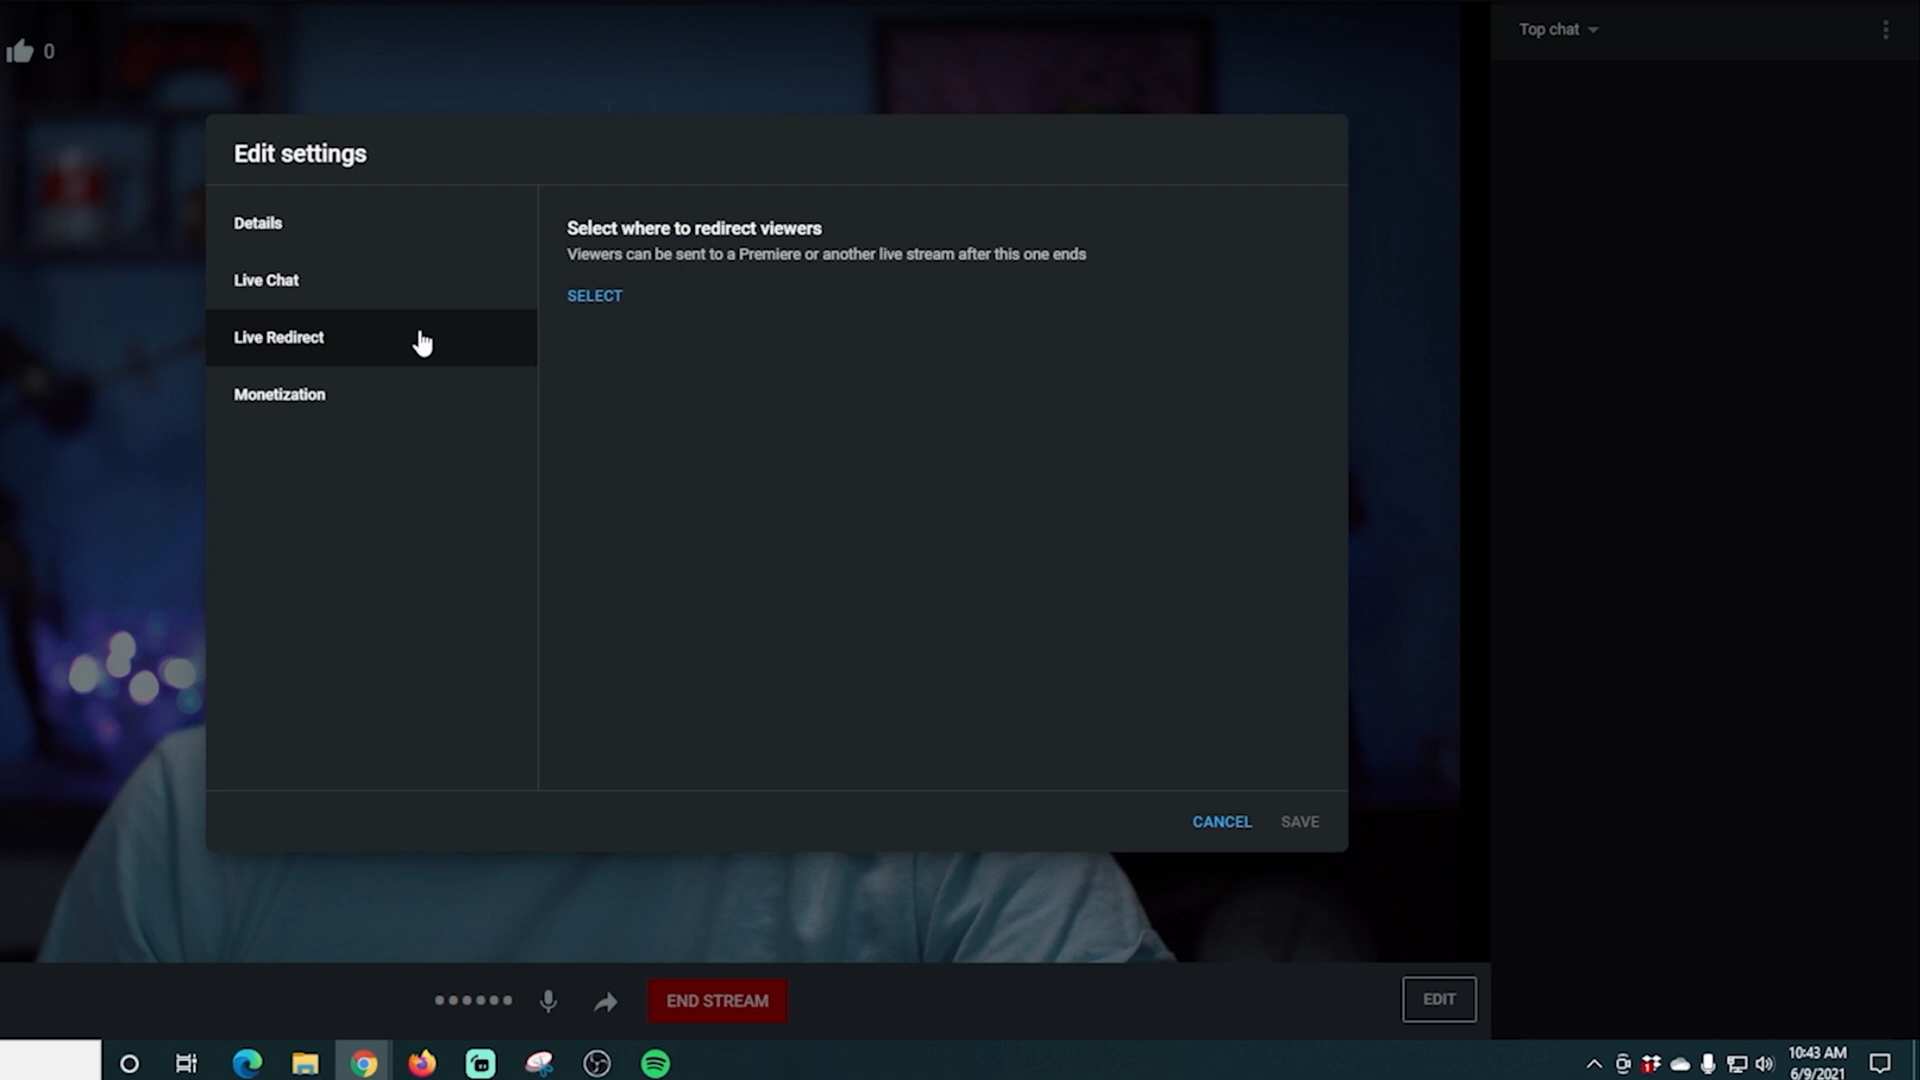 0
Top chat
Edit settings
Details
Live Chat
Live Redirect
Monetization
Select where to redirect viewers
Viewers can be sent to a Premiere or another live stream after this one ends
SELECT
CANCEL
SAVE
END STREAM
EDIT
10:43 AM
6/9/2021